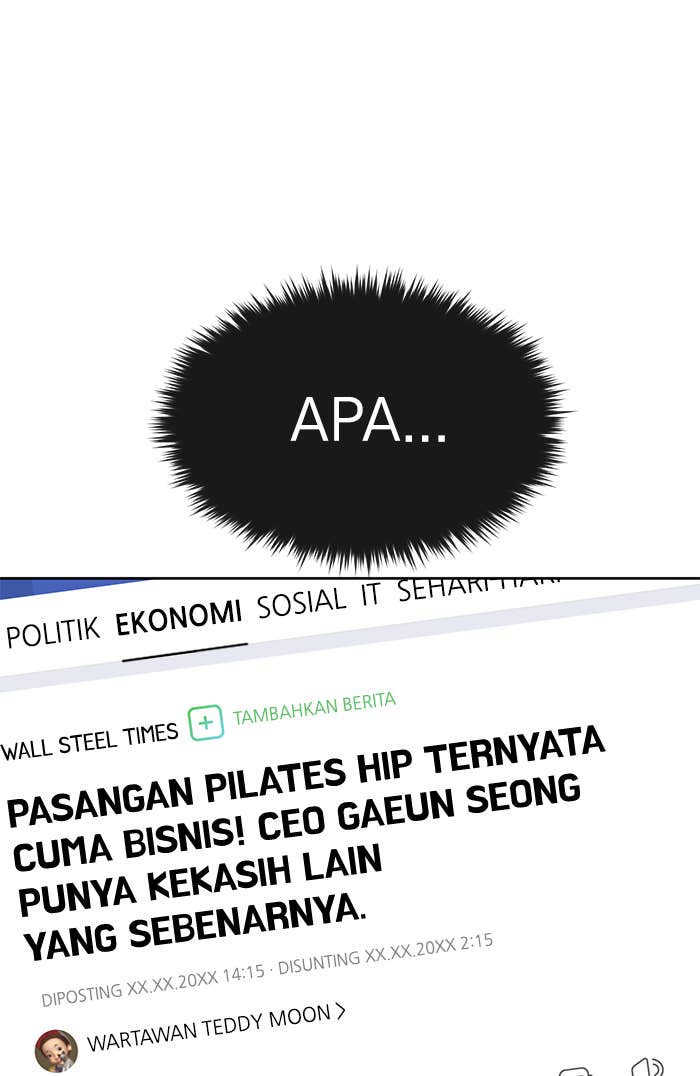 APA...
POLITIK EKONOMI SOSIAL IT SEHARI-HARI
WALL STEEL TIMES + TAMBAHKAN BERITA
PASANGAN PILATES HIP TERNYATA
CUMA BISNIS! CEO GAEUN SEONG
PUNYA KEKASIH LAIN
YANG SEBENARNYA.
DIPOSTING XX.XX.20XX 14:15 · DISUNTING XX.XX.20XX 2:15
WARTAWAN TEDDY MOON >